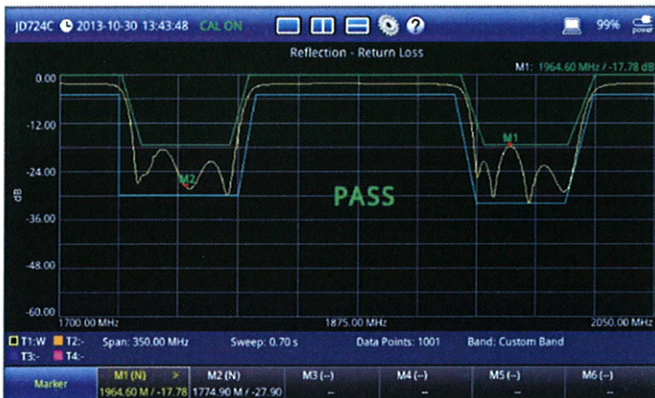 JD724C 2013-10-30 13:43:48 CAL ON 99% power
Reflection - Return Loss
M1: 1964.60 MHz / -17.78 dB
0.00
-12.00
-24.00
dB
-36.00
-48.00
-60.00
M2
M1
PASS
1700.00 MHz 1875.00 MHz 2050.00 MHz
T1:W T2:- Span: 350.00 MHz Sweep: 0.70 s Data Points: 1001 Band: Custom Band
T3:- T4:-
Marker M1 (N) > M2 (N) M3 (--) M4 (--) M5 (--) M6 (--)
1964.60 M / -17.78 1774.90 M / -27.90 -- -- -- --